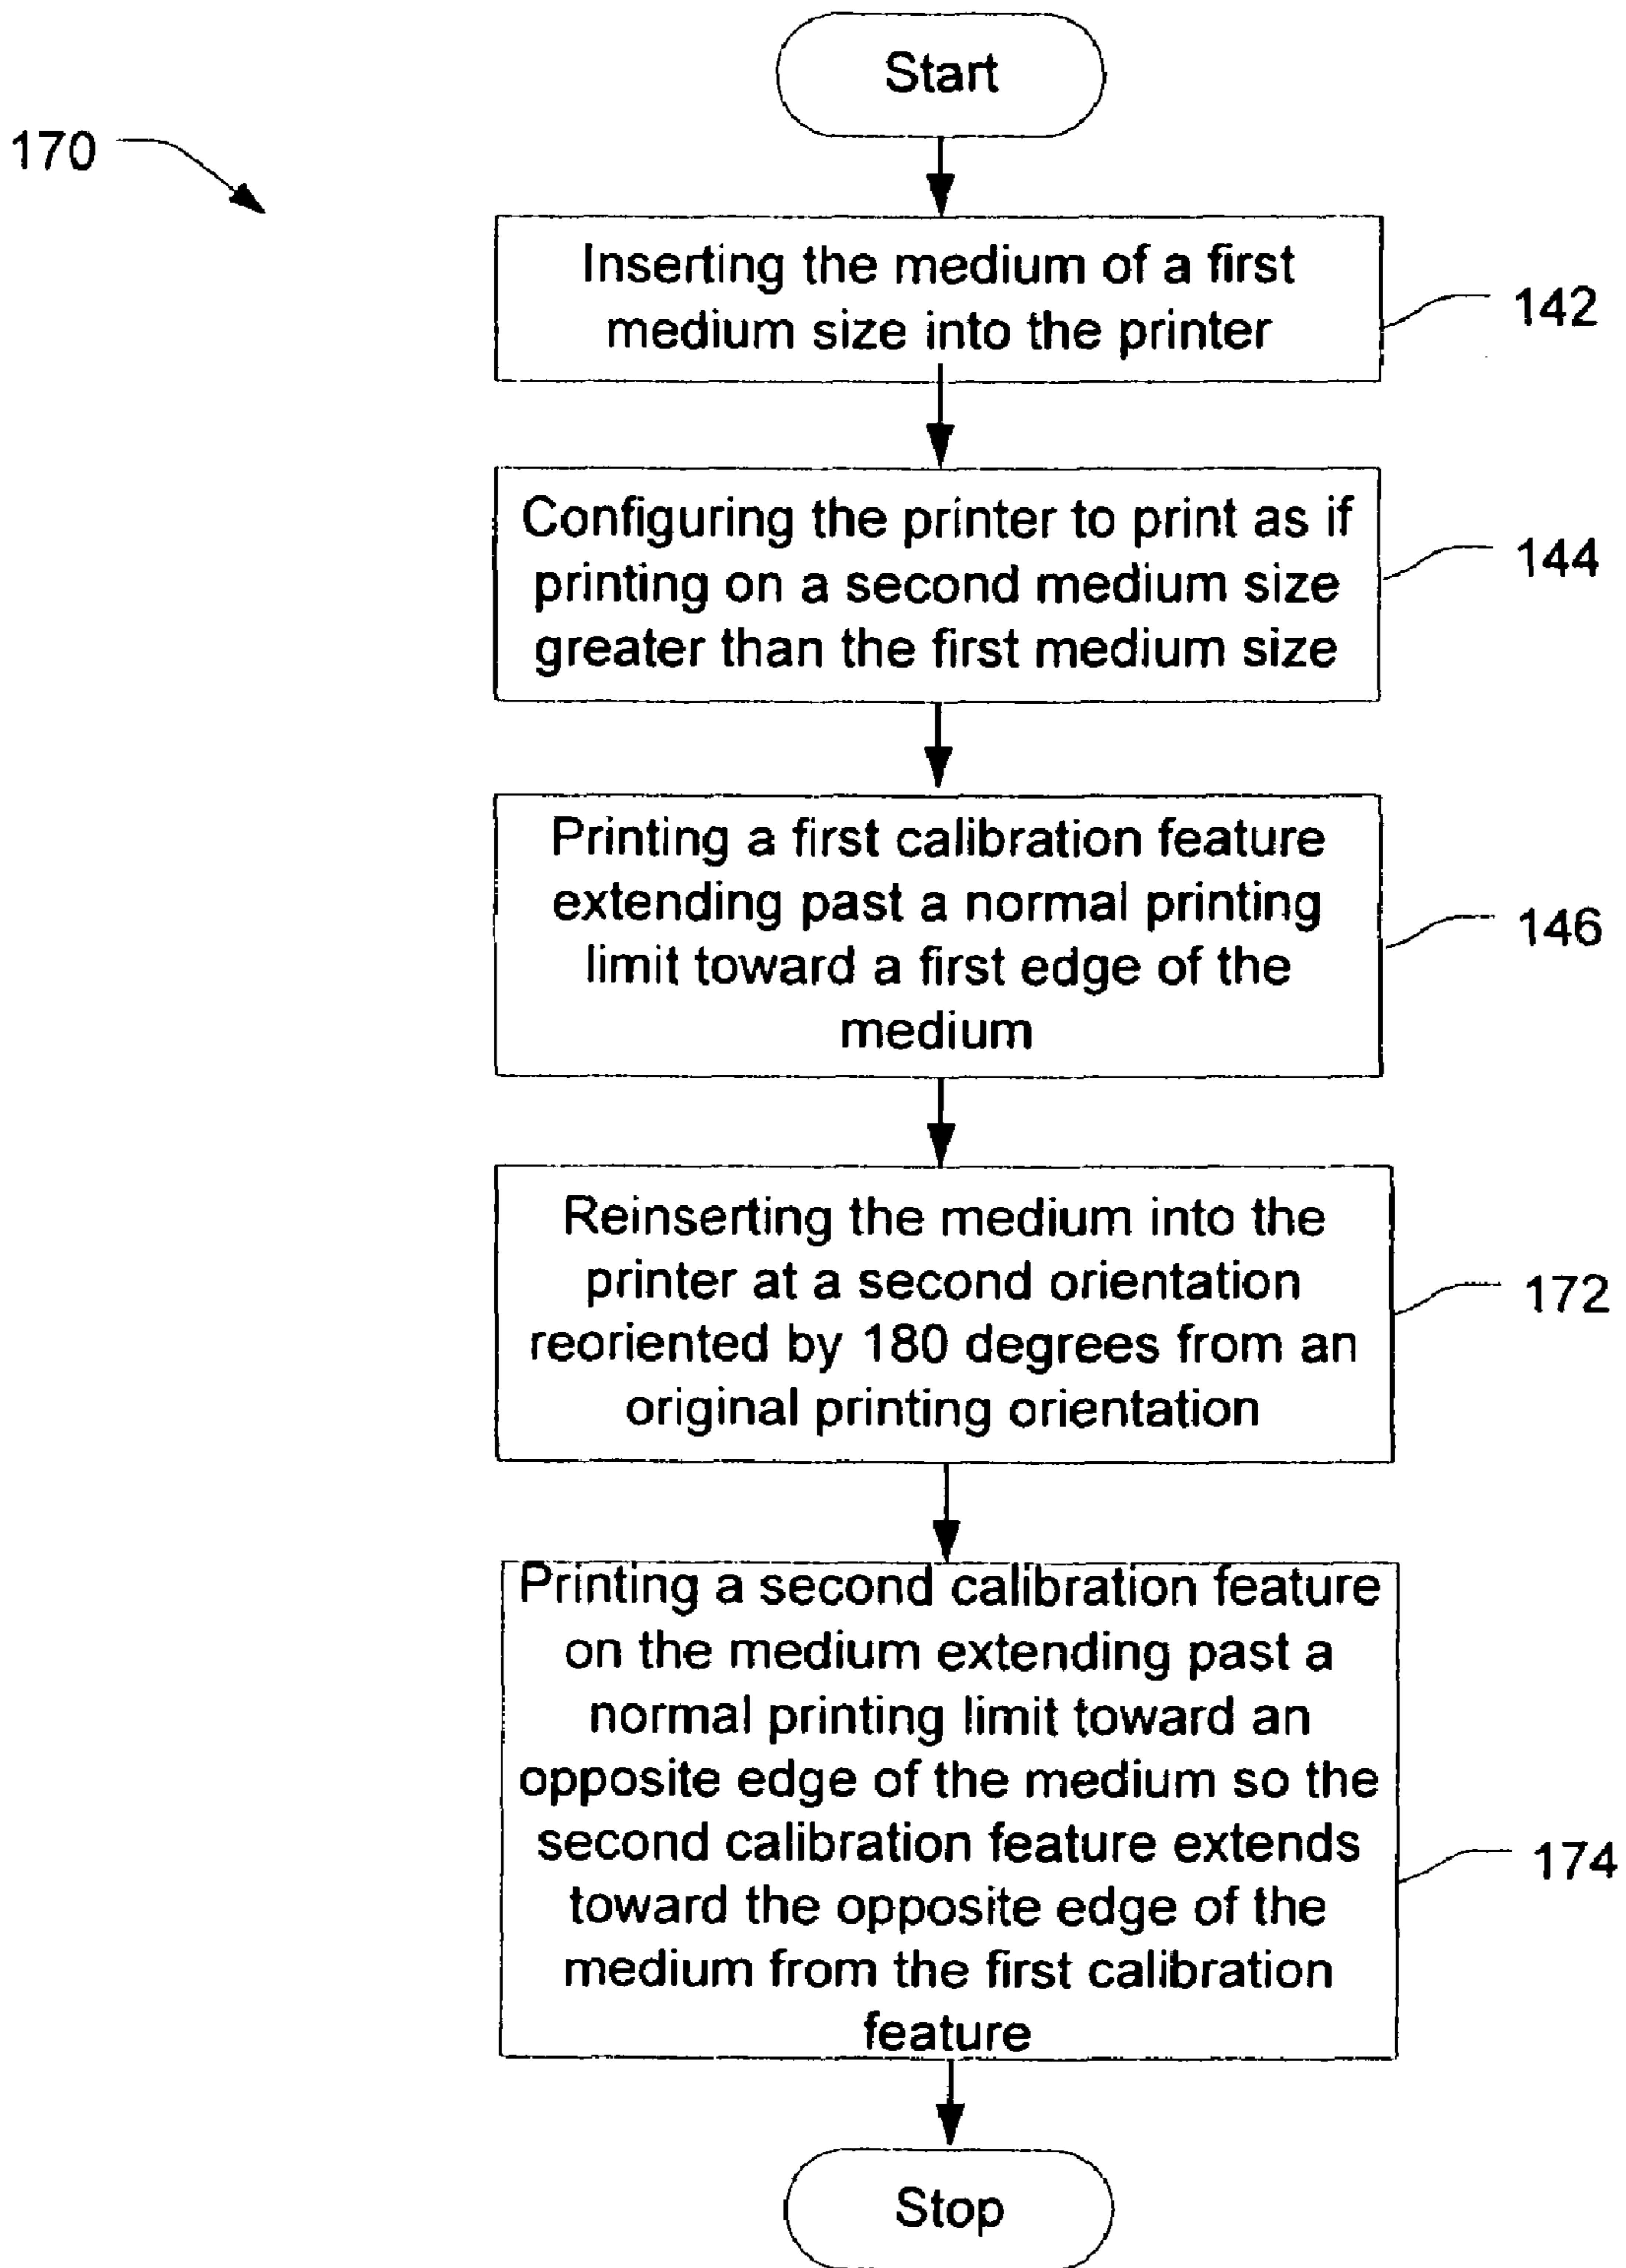 Start
170
Inserting the medium of a first
medium size into the printer
142
Configuring the printer to print as if
printing on a second medium size
greater than the first medium size
144
Printing a first calibration feature
extending past a normal printing
limit toward a first edge of the
medium
146
Reinserting the medium into the
printer at a second orientation
reoriented by 180 degrees from an
original printing orientation
172
Printing a second calibration feature
on the medium extending past a
normal printing limit toward an
opposite edge of the medium so the
second calibration feature extends
toward the opposite edge of the
medium from the first calibration
feature
174
Stop